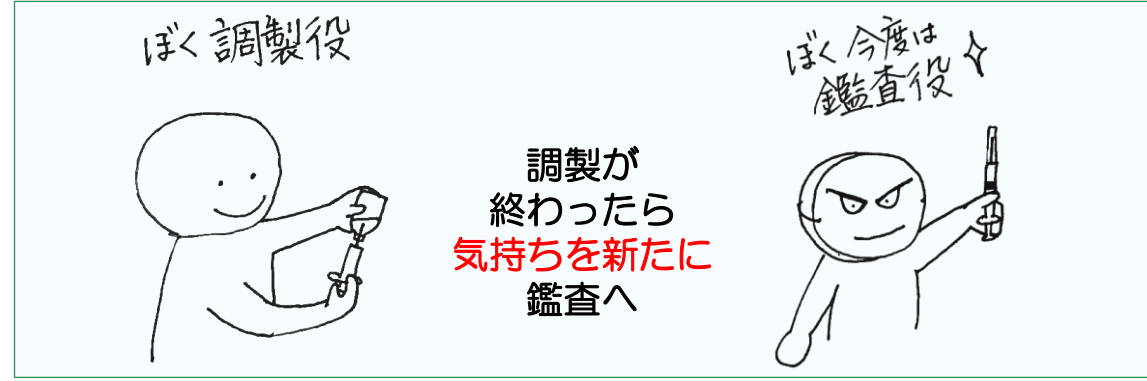 ぼく調製役
調製が
終わったら
気持ちを新たに
鑑査へ
ぼく今度は
鑑査役